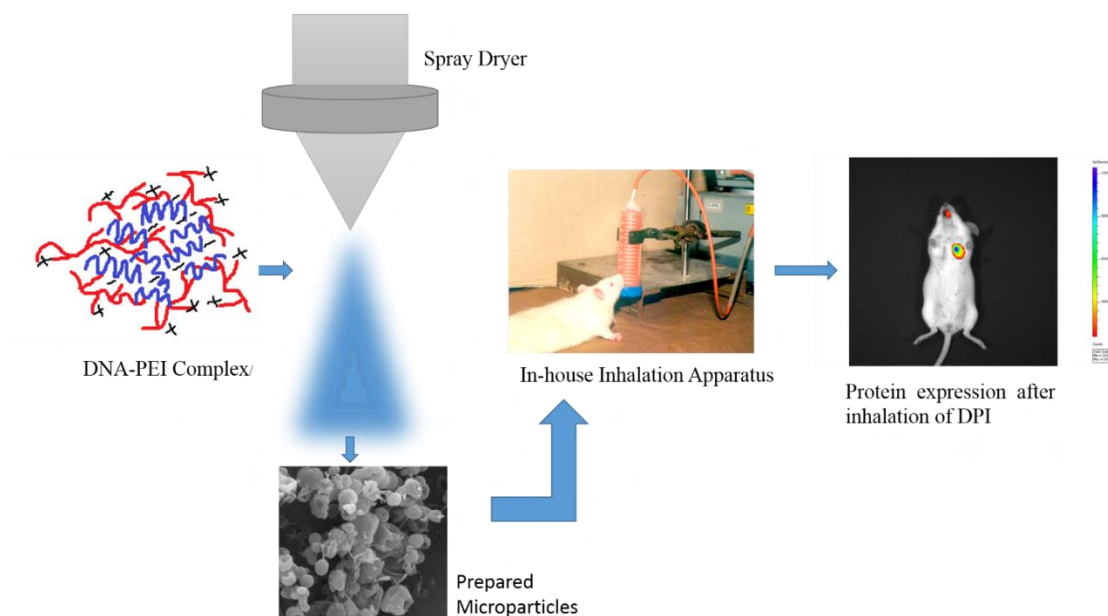 Spray Dryer
DNA-PEI Complex/
In-house Inhalation Apparatus
Protein expression after
inhalation of DPI
Prepared
Microparticles